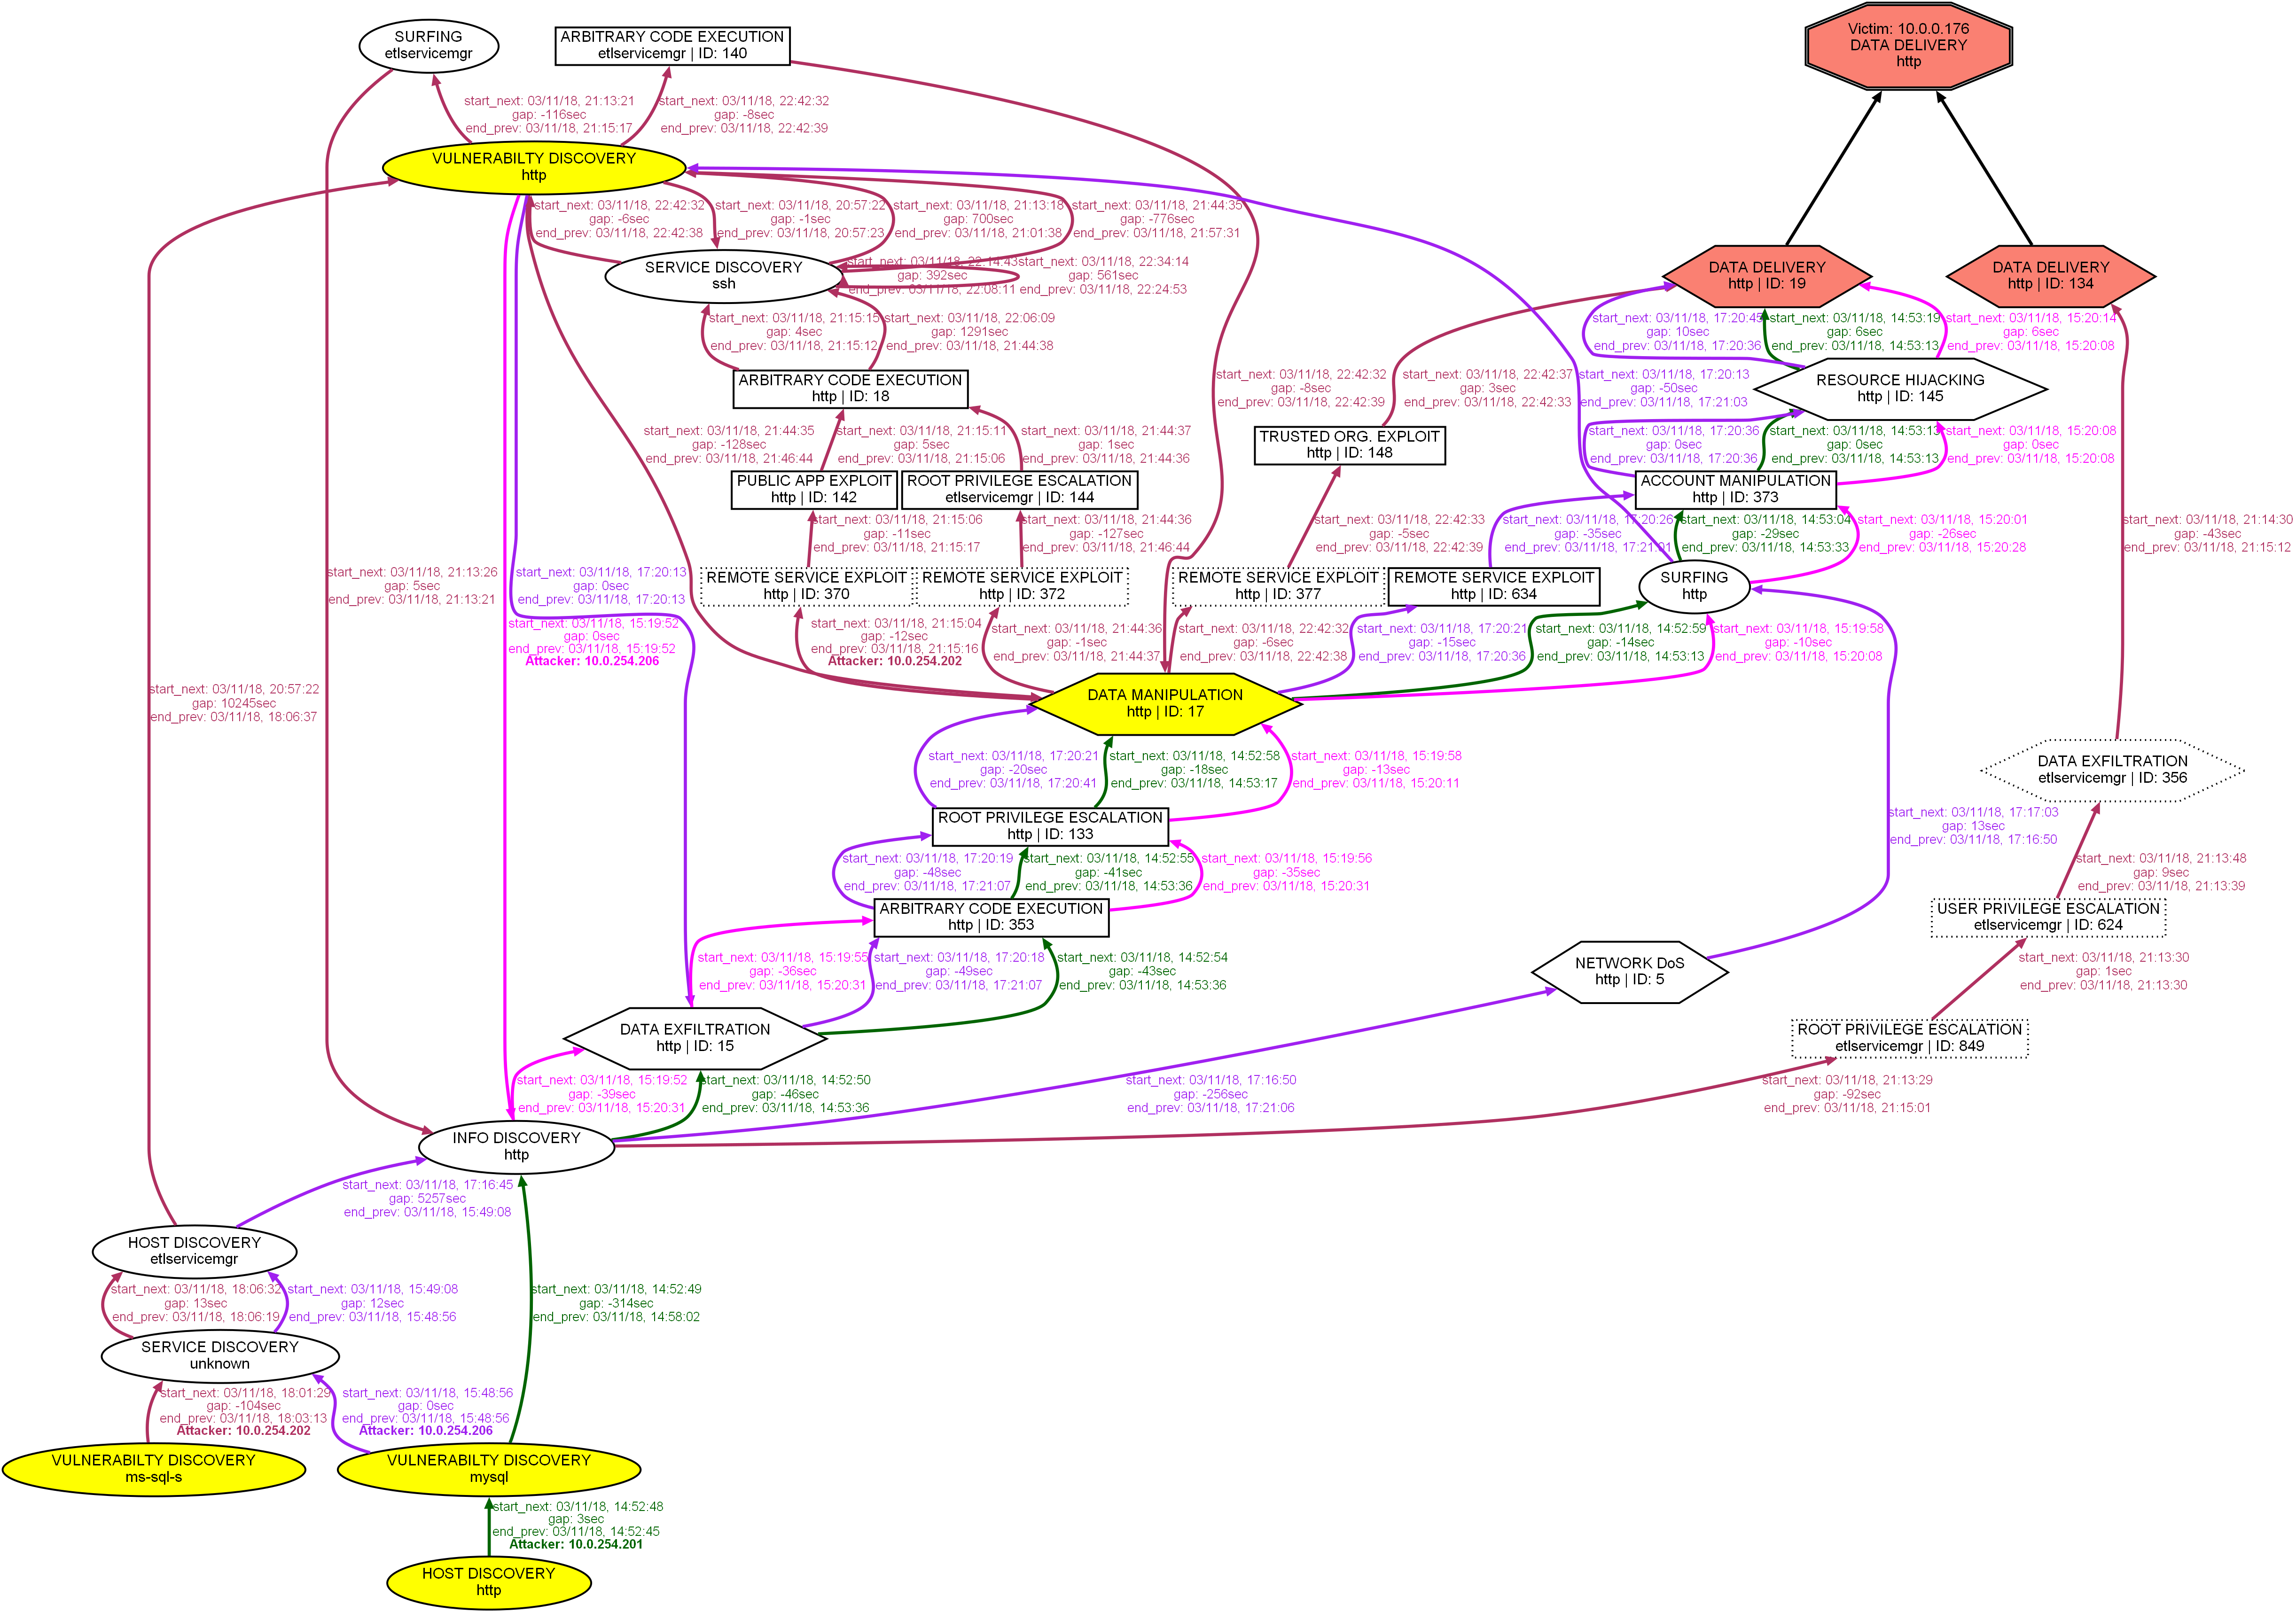 SURFING
etlservicemgr
ARBITRARY CODE EXECUTION
etlservicemgr | ID: 140
Victim: 10.0.0.176
DATA DELIVERY
http
start_next: 03/11/18, 21:13:21
gap: -116sec
end_prev: 03/11/18, 21:15:17
start_next: 03/11/18, 22:42:32
gap: -8sec
end_prev: 03/11/18, 22:42:39
VULNERABILTY DISCOVERY
http
start_next: 03/11/18, 22:42:32
gap: -6sec
end_prev: 03/11/18, 22:42:38
start_next: 03/11/18, 20:57:22
gap: -1sec
end_prev: 03/11/18, 20:57:23
start_next: 03/11/18, 21:13:18
gap: 700sec
end_prev: 03/11/18, 21:01:38
start_next: 03/11/18, 21:44:35
gap: -776sec
end_prev: 03/11/18, 21:57:31
SERVICE DISCOVERY
ssh
start_next: 03/11/18, 22:14:43
gap: 392sec
end_prev: 03/11/18, 22:08:11
start_next: 03/11/18, 22:34:14
gap: 561sec
end_prev: 03/11/18, 22:24:53
DATA DELIVERY
http | ID: 19
DATA DELIVERY
http | ID: 134
start_next: 03/11/18, 21:15:15
gap: 4sec
end_prev: 03/11/18, 21:15:12
start_next: 03/11/18, 22:06:09
gap: 1291sec
end_prev: 03/11/18, 21:44:38
start_next: 03/11/18, 17:20:45
gap: 10sec
end_prev: 03/11/18, 17:20:36
start_next: 03/11/18, 14:53:19
gap: 6sec
end_prev: 03/11/18, 14:53:13
start_next: 03/11/18, 15:20:14
gap: 6sec
end_prev: 03/11/18, 15:20:08
ARBITRARY CODE EXECUTION
http | ID: 18
start_next: 03/11/18, 22:42:32
gap: -8sec
end_prev: 03/11/18, 22:42:39
start_next: 03/11/18, 22:42:37
gap: 3sec
end_prev: 03/11/18, 22:42:33
start_next: 03/11/18, 17:20:13
gap: -50sec
end_prev: 03/11/18, 17:21:03
RESOURCE HIJACKING
http | ID: 145
start_next: 03/11/18, 21:44:35
gap: -128sec
end_prev: 03/11/18, 21:46:44
start_next: 03/11/18, 21:15:11
gap: 5sec
end_prev: 03/11/18, 21:15:06
start_next: 03/11/18, 21:44:37
gap: 1sec
end_prev: 03/11/18, 21:44:36
TRUSTED ORG. EXPLOIT
http | ID: 148
start_next: 03/11/18, 17:20:36
gap: 0sec
end_prev: 03/11/18, 17:20:36
start_next: 03/11/18, 14:53:13
gap: 0sec
end_prev: 03/11/18, 14:53:13
start_next: 03/11/18, 15:20:08
gap: 0sec
end_prev: 03/11/18, 15:20:08
PUBLIC APP EXPLOIT
http | ID: 142
ROOT PRIVILEGE ESCALATION
etlservicemgr | ID: 144
ACCOUNT MANIPULATION
http | ID: 373
start_next: 03/11/18, 21:15:06
gap: -11sec
end_prev: 03/11/18, 21:15:17
start_next: 03/11/18, 21:44:36
gap: -127sec
end_prev: 03/11/18, 21:46:44
start_next: 03/11/18, 22:42:33
gap: -5sec
end_prev: 03/11/18, 22:42:39
start_next: 03/11/18, 17:20:26
gap: -35sec
end_prev: 03/11/18, 17:21:01
start_next: 03/11/18, 14:53:04
gap: -29sec
end_prev: 03/11/18, 14:53:33
start_next: 03/11/18, 15:20:01
gap: -26sec
end_prev: 03/11/18, 15:20:28
start_next: 03/11/18, 21:14:30
gap: -43sec
end_prev: 03/11/18, 21:15:12
start_next: 03/11/18, 21:13:26
gap: 5sec
end_prev: 03/11/18, 21:13:21
start_next: 03/11/18, 17:20:13
gap: 0sec
end_prev: 03/11/18, 17:20:13
REMOTE SERVICE EXPLOIT
http | ID: 370
REMOTE SERVICE EXPLOIT
http | ID: 372
REMOTE SERVICE EXPLOIT
http | ID: 377
REMOTE SERVICE EXPLOIT
http | ID: 634
SURFING
http
start_next: 03/11/18, 15:19:52
gap: 0sec
end_prev: 03/11/18, 15:19:52
Attacker: 10.0.254.206
start_next: 03/11/18, 21:15:04
gap: -12sec
end_prev: 03/11/18, 21:15:16
Attacker: 10.0.254.202
start_next: 03/11/18, 21:44:36
gap: -1sec
end_prev: 03/11/18, 21:44:37
start_next: 03/11/18, 22:42:32
gap: -6sec
end_prev: 03/11/18, 22:42:38
start_next: 03/11/18, 17:20:21
gap: -15sec
end_prev: 03/11/18, 17:20:36
start_next: 03/11/18, 14:52:59
gap: -14sec
end_prev: 03/11/18, 14:53:13
start_next: 03/11/18, 15:19:58
gap: -10sec
end_prev: 03/11/18, 15:20:08
start_next: 03/11/18, 20:57:22
gap: 10245sec
end_prev: 03/11/18, 18:06:37
DATA MANIPULATION
http | ID: 17
start_next: 03/11/18, 17:20:21
gap: -20sec
end_prev: 03/11/18, 17:20:41
start_next: 03/11/18, 14:52:58
gap: -18sec
end_prev: 03/11/18, 14:53:17
start_next: 03/11/18, 15:19:58
gap: -13sec
end_prev: 03/11/18, 15:20:11
DATA EXFILTRATION
etlservicemgr | ID: 356
ROOT PRIVILEGE ESCALATION
http | ID: 133
start_next: 03/11/18, 17:17:03
gap: 13sec
end_prev: 03/11/18, 17:16:50
start_next: 03/11/18, 17:20:19
gap: -48sec
end_prev: 03/11/18, 17:21:07
start_next: 03/11/18, 14:52:55
gap: -41sec
end_prev: 03/11/18, 14:53:36
start_next: 03/11/18, 15:19:56
gap: -35sec
end_prev: 03/11/18, 15:20:31
start_next: 03/11/18, 21:13:48
gap: 9sec
end_prev: 03/11/18, 21:13:39
ARBITRARY CODE EXECUTION
http | ID: 353
USER PRIVILEGE ESCALATION
etlservicemgr | ID: 624
start_next: 03/11/18, 15:19:55
gap: -36sec
end_prev: 03/11/18, 15:20:31
start_next: 03/11/18, 17:20:18
gap: -49sec
end_prev: 03/11/18, 17:21:07
start_next: 03/11/18, 14:52:54
gap: -43sec
end_prev: 03/11/18, 14:53:36
NETWORK DoS
http | ID: 5
start_next: 03/11/18, 21:13:30
gap: 1sec
end_prev: 03/11/18, 21:13:30
DATA EXFILTRATION
http | ID: 15
ROOT PRIVILEGE ESCALATION
etlservicemgr | ID: 849
start_next: 03/11/18, 15:19:52
gap: -39sec
end_prev: 03/11/18, 15:20:31
start_next: 03/11/18, 14:52:50
gap: -46sec
end_prev: 03/11/18, 14:53:36
start_next: 03/11/18, 17:16:50
gap: -256sec
end_prev: 03/11/18, 17:21:06
start_next: 03/11/18, 21:13:29
gap: -92sec
end_prev: 03/11/18, 21:15:01
INFO DISCOVERY
http
start_next: 03/11/18, 17:16:45
gap: 5257sec
end_prev: 03/11/18, 15:49:08
HOST DISCOVERY
etlservicemgr
start_next: 03/11/18, 18:06:32
gap: 13sec
end_prev: 03/11/18, 18:06:19
start_next: 03/11/18, 15:49:08
gap: 12sec
end_prev: 03/11/18, 15:48:56
start_next: 03/11/18, 14:52:49
gap: -314sec
end_prev: 03/11/18, 14:58:02
SERVICE DISCOVERY
unknown
start_next: 03/11/18, 18:01:29
gap: -104sec
end_prev: 03/11/18, 18:03:13
Attacker: 10.0.254.202
start_next: 03/11/18, 15:48:56
gap: 0sec
end_prev: 03/11/18, 15:48:56
Attacker: 10.0.254.206
VULNERABILTY DISCOVERY
ms-sql-s
VULNERABILTY DISCOVERY
mysql
start_next: 03/11/18, 14:52:48
gap: 3sec
end_prev: 03/11/18, 14:52:45
Attacker: 10.0.254.201
HOST DISCOVERY
http